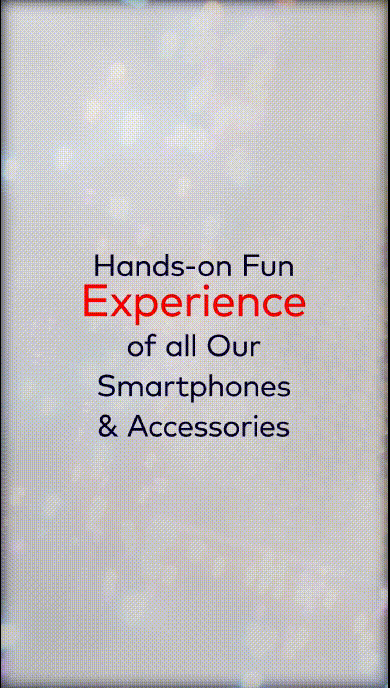 Hands-on Fun
Experience
of all Our
Smartphones
& Accessories